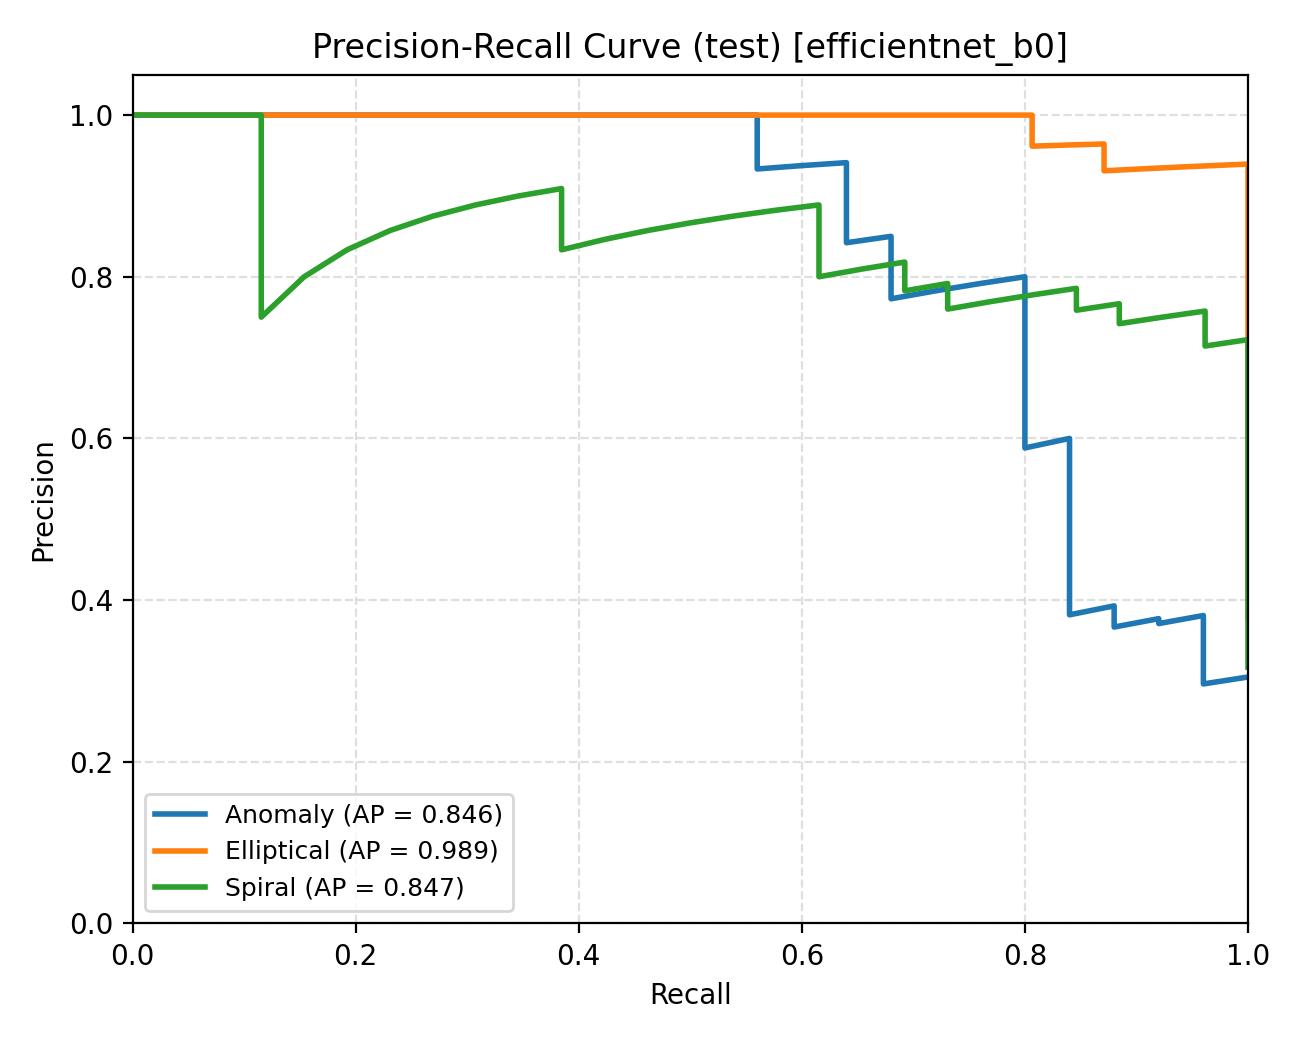 Precision-Recall Curve (test) [efficientnet_b0]
1.0
0.8
0.6
0.4
0.2
0.0
Precision
Anomaly (AP = 0.846)
Elliptical (AP = 0.989)
Spiral (AP = 0.847)
0.0 0.2 0.4 0.6 0.8 1.0
Recall